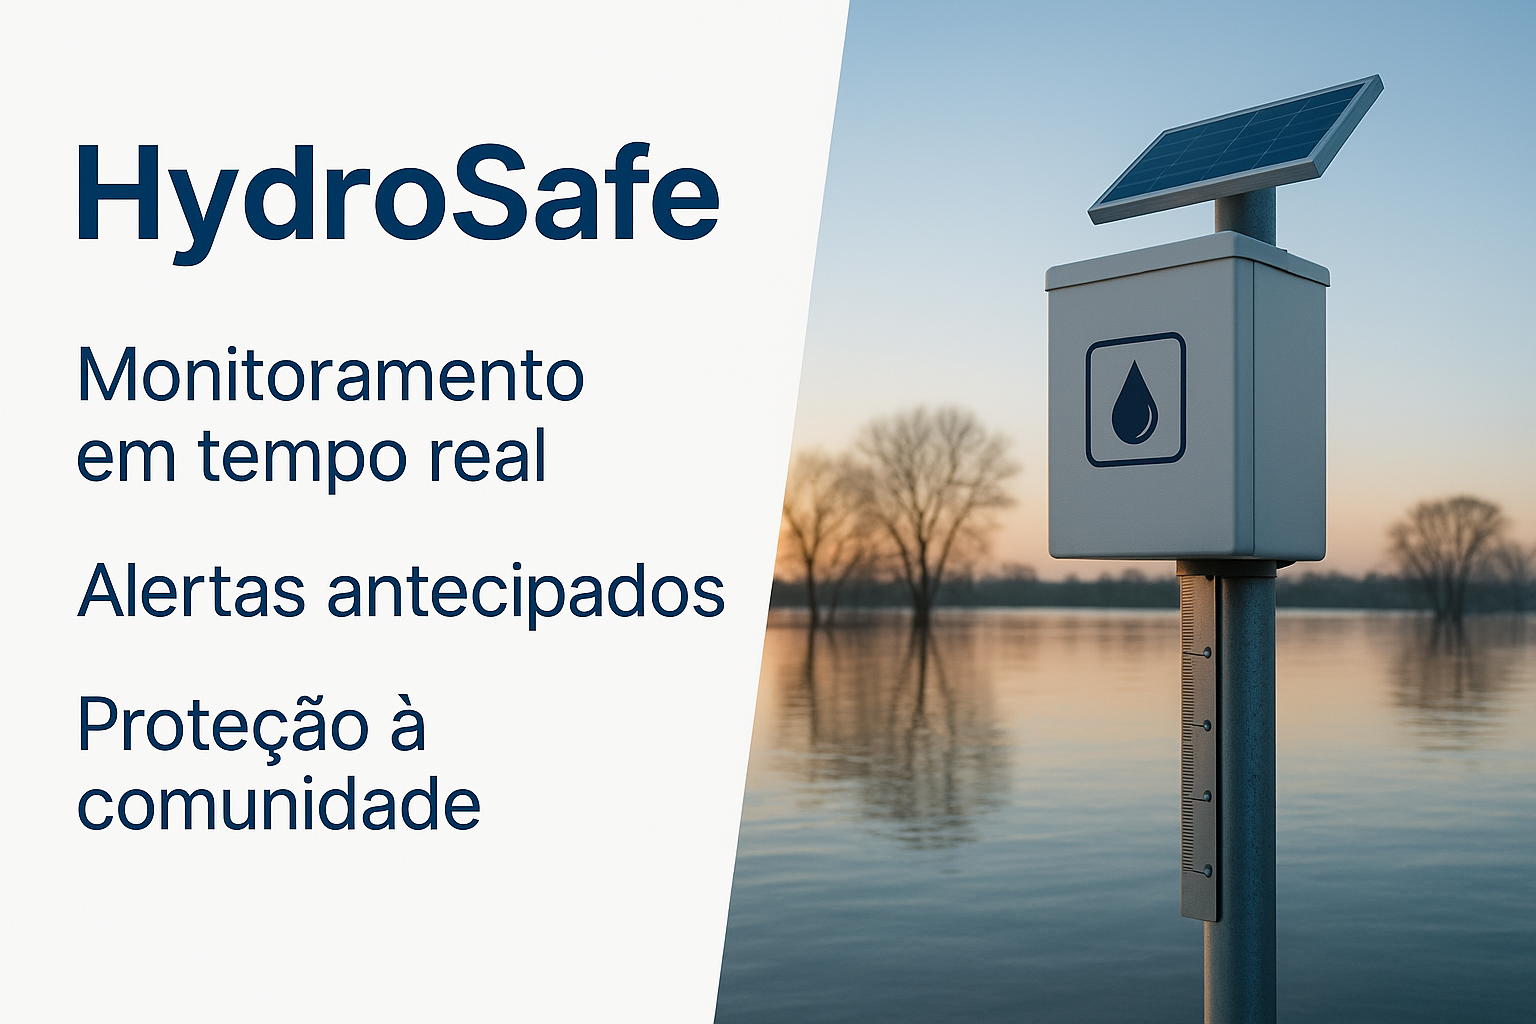 HydroSafe
Monitoramento
em tempo real
Alertas antecipados
Proteção à
comunidade